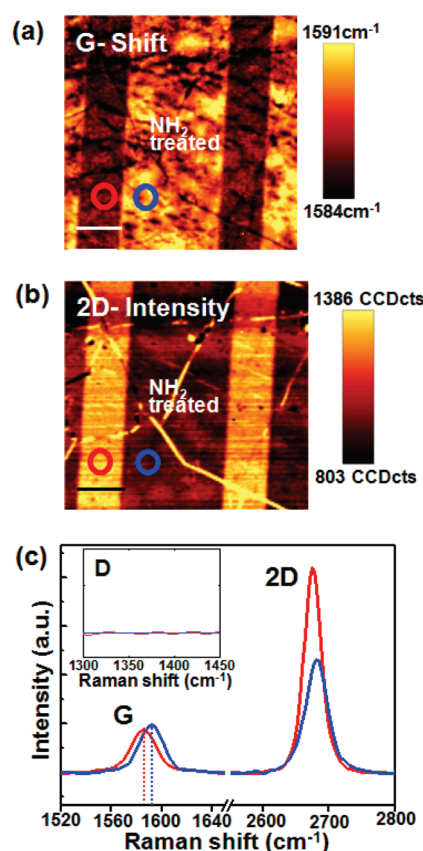 (a)
G- Shift
NH2
treated
1591cm-1
1584cm-1
(b)
2D- Intensity
NH2
treated
1386 CCDcts
803 CCDcts
(c)
D
1300 1350 1400 1450
Raman shift (cm-1)
2D
G
Intensity (a.u.)
1520 1560 1600 1640 2600 2700 2800
Raman shift (cm-1)